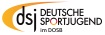 dsj DEUTSCHE
SPORTJUGEND
im DOSB